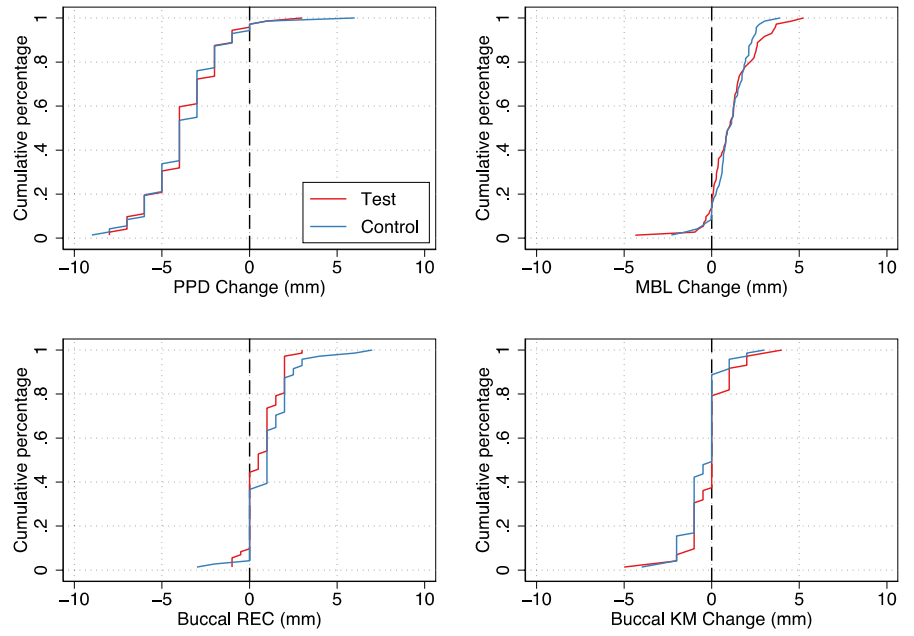 Cumulative percentage
0 .2 .4 .6 .8 1
Test
Control
−10 −5 0 5 10
PPD Change (mm)
Cumulative percentage
0 .2 .4 .6 .8 1
−10 −5 0 5 10
MBL Change (mm)
Cumulative percentage
0 .2 .4 .6 .8 1
−10 −5 0 5 10
Buccal REC (mm)
Cumulative percentage
0 .2 .4 .6 .8 1
−10 −5 0 5 10
Buccal KM Change (mm)